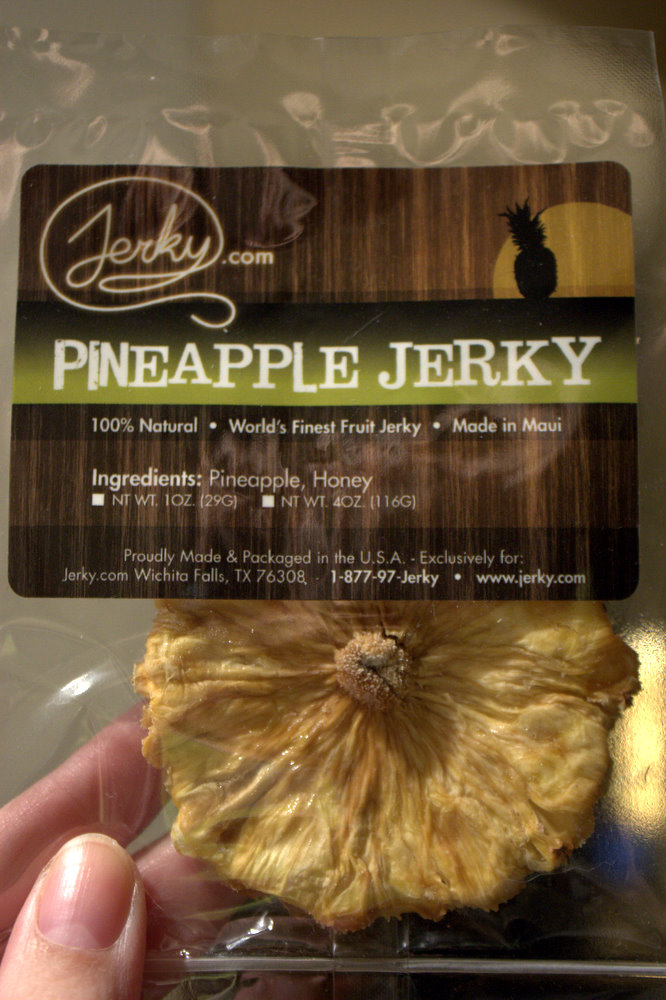 Jerky.com
PINEAPPLE JERKY
100% Natural • World's Finest Fruit Jerky • Made in Maui
Ingredients: Pineapple, Honey
NT WT. 1OZ. (29G) NT WT. 4OZ. (116G)
Proudly Made & Packaged in the U.S.A. - Exclusively for:
Jerky.com Wichita Falls, TX 76308 · 1-877-97-Jerky • www.jerky.com